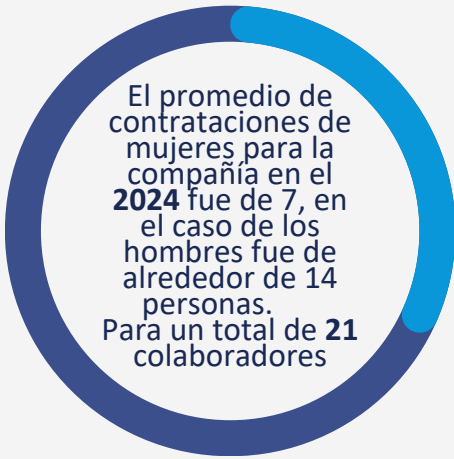 El promedio de
contrataciones de
mujeres para la
compañía en el
2024 fue de 7, en
el caso de los
hombres fue de
alrededor de 14
personas.
Para un total de 21
colaboradores